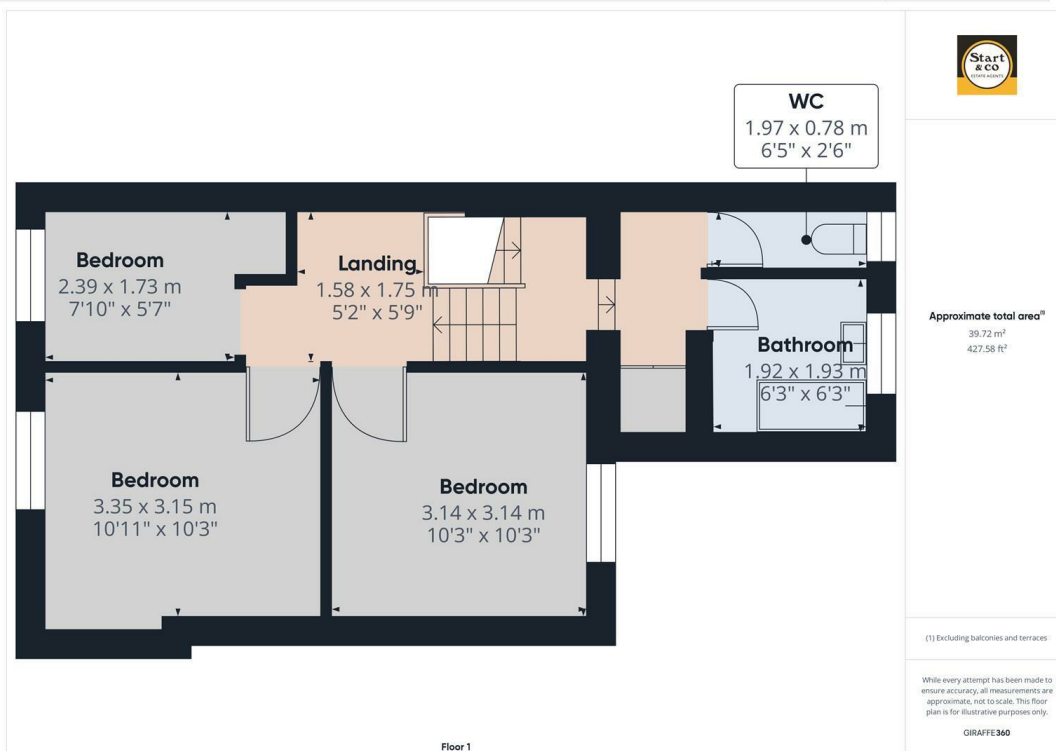 Start
& CO
ESTATE AGENTS
WC
1.97 x 0.78 m
6'5" x 2'6"
Bedroom
2.39 x 1.73 m
7'10" x 5'7"
Landing
1.58 x 1.75 m
5'2" x 5'9"
Bathroom
1.92 x 1.93 m
6'3" x 6'3"
Bedroom
3.35 x 3.15 m
10'11" x 10'3"
Bedroom
3.14 x 3.14 m
10'3" x 10'3"
Floor 1
Approximate total area(1)
39.72 m²
427.58 ft²
(1) Excluding balconies and terraces
While every attempt has been made to
ensure accuracy, all measurements are
approximate, not to scale. This floor
plan is for illustrative purposes only.
GIRAFFE360